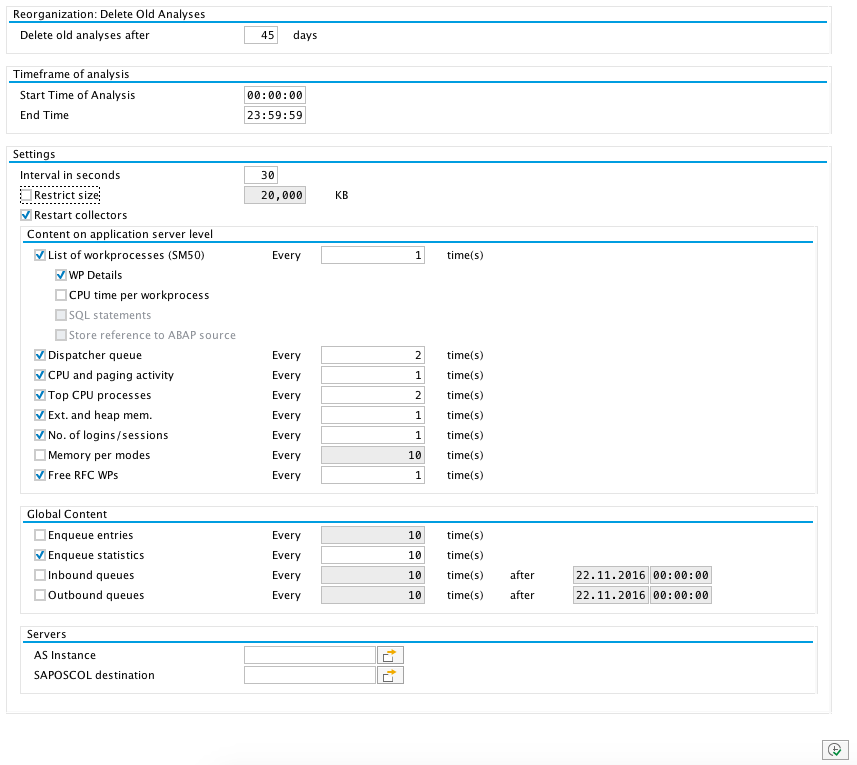 Reorganization: Delete Old Analyses
Delete old analyses after 45 days
Timeframe of analysis
Start Time of Analysis 00:00:00
End Time 23:59:59
Settings
Interval in seconds 30
Restrict size 20,000 KB
Restart collectors
Content on application server level
List of workprocesses (SM50) Every 1 time(s)
WP Details
CPU time per workprocess
SQL statements
Store reference to ABAP source
Dispatcher queue Every 2 time(s)
CPU and paging activity Every 1 time(s)
Top CPU processes Every 2 time(s)
Ext. and heap mem. Every 1 time(s)
No. of logins/sessions Every 1 time(s)
Memory per modes Every 10 time(s)
Free RFC WPs Every 1 time(s)
Global Content
Enqueue entries Every 10 time(s)
Enqueue statistics Every 10 time(s)
Inbound queues Every 10 time(s) after 22.11.2016 00:00:00
Outbound queues Every 10 time(s) after 22.11.2016 00:00:00
Servers
AS Instance
SAPOSCOL destination